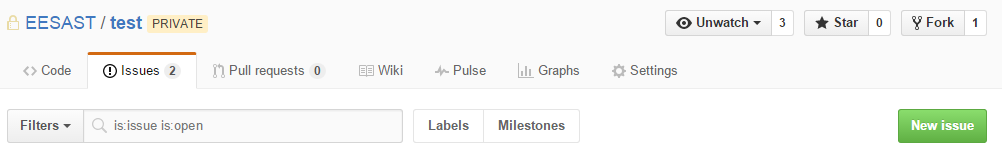 EESAST / test PRIVATE Unwatch 3 Star 0 Fork 1
Code Issues 2 Pull requests 0 Wiki Pulse Graphs Settings
Filters is:issue is:open Labels Milestones New issue